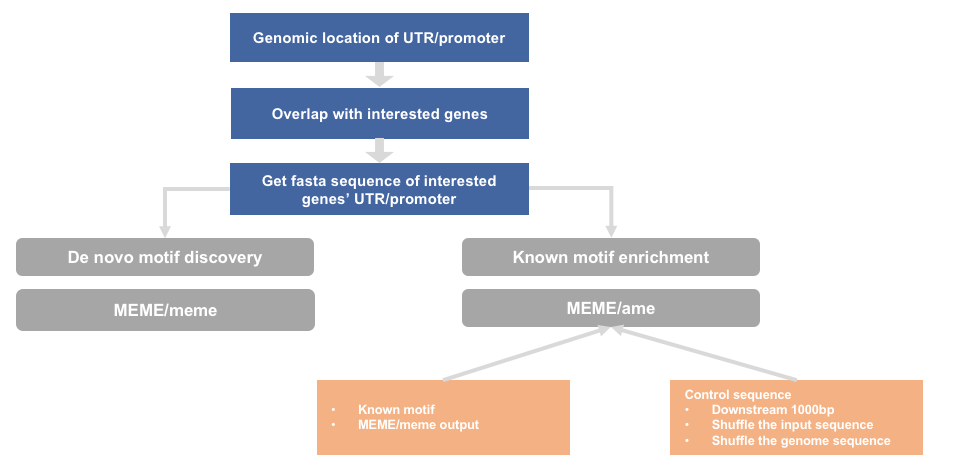 Genomic location of UTR/promoter
Overlap with interested genes
Get fasta sequence of interested
genes’ UTR/promoter
De novo motif discovery
Known motif enrichment
MEME/meme
MEME/ame
• Known motif
• MEME/meme output
Control sequence
• Downstream 1000bp
• Shuffle the input sequence
• Shuffle the genome sequence